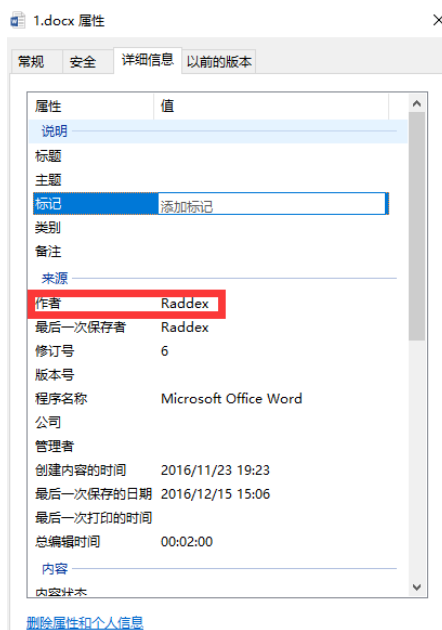 1.docx 属性
常规 安全 详细信息 以前的版本
属性 值
说明
标题
主题
标记 添加标记
类别
备注
来源
作者 Raddex
最后一次保存者 Raddex
修订号 6
版本号
程序名称 Microsoft Office Word
公司
管理者
创建内容的时间 2016/11/23 19:23
最后一次保存的日期 2016/12/15 15:06
最后一次打印的时间
总编辑时间 00:02:00
内容
内容状态
删除属性和个人信息